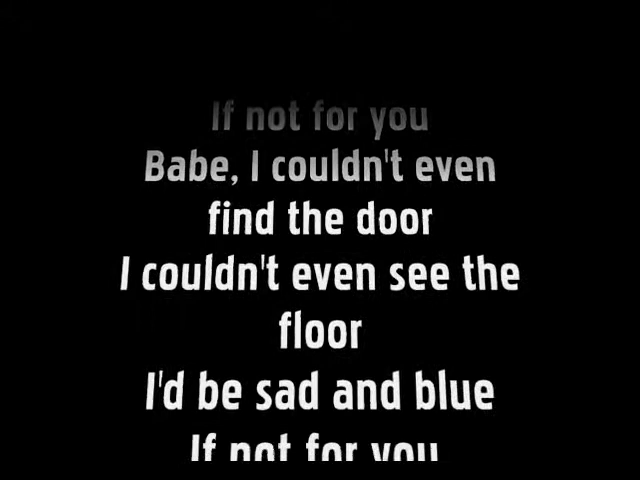 If not for you
Babe, I couldn't even
find the door
I couldn't even see the
floor
I'd be sad and blue
If not for you